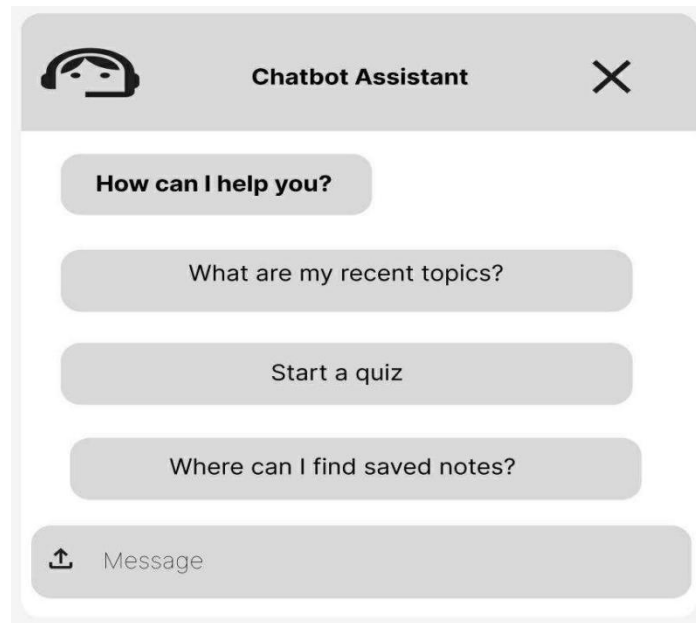 Chatbot Assistant
How can I help you?
What are my recent topics?
Start a quiz
Where can I find saved notes?
Message